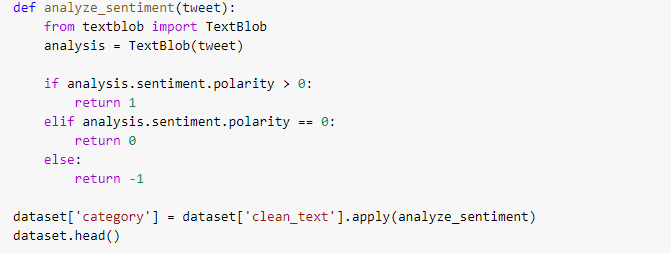 def analyze_sentiment(tweet):
    from textblob import TextBlob
    analysis = TextBlob(tweet)

    if analysis.sentiment.polarity > 0:
        return 1
    elif analysis.sentiment.polarity == 0:
        return 0
    else:
        return -1

dataset['category'] = dataset['clean_text'].apply(analyze_sentiment)
dataset.head()